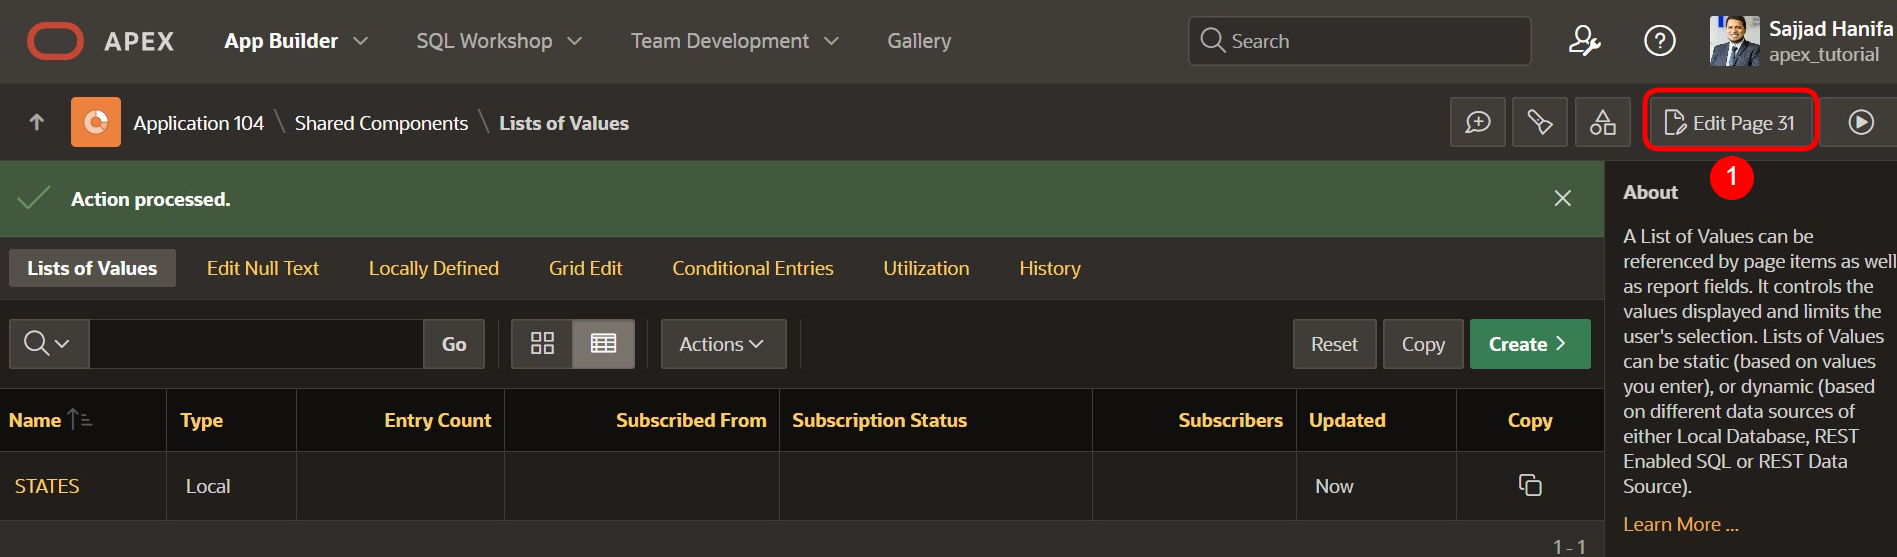 APEX App Builder SQL Workshop Team Development Gallery Search Sajjad Hanifa
apex_tutorial
Application 104 \ Shared Components \ Lists of Values Edit Page 31
1
Action processed.
Lists of Values Edit Null Text Locally Defined Grid Edit Conditional Entries Utilization History
Go Actions Reset Copy Create
Name Type Entry Count Subscribed From Subscription Status Subscribers Updated Copy
STATES Local Now
1 - 1
About
A List of Values can be
referenced by page items as well
as report fields. It controls the
values displayed and limits the
user's selection. Lists of Values
can be static (based on values
you enter), or dynamic (based
on different data sources of
either Local Database, REST
Enabled SQL or REST Data
Source).
Learn More ...